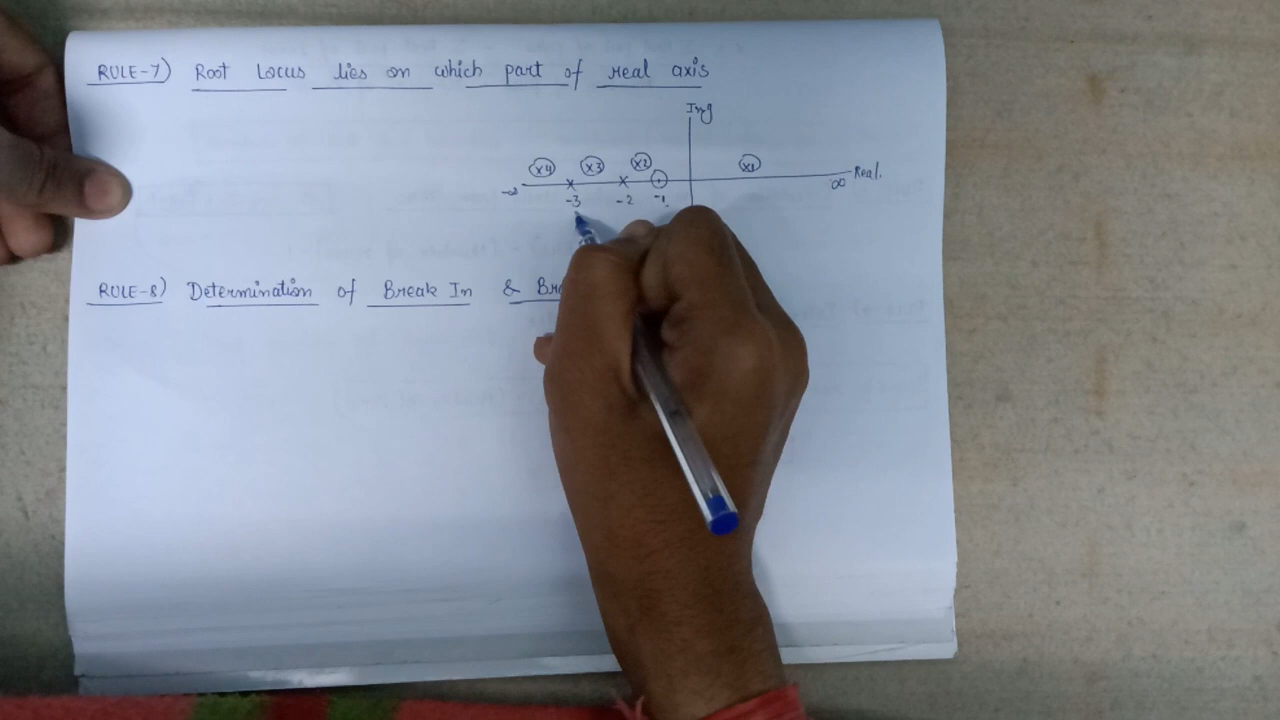 RULE-7) Root Locus lies on which part of real axis
Img
x4 x3 x2 x1
-∞ -3 -2 -1 ∞ Real.
RULE-8) Determination of Break In &